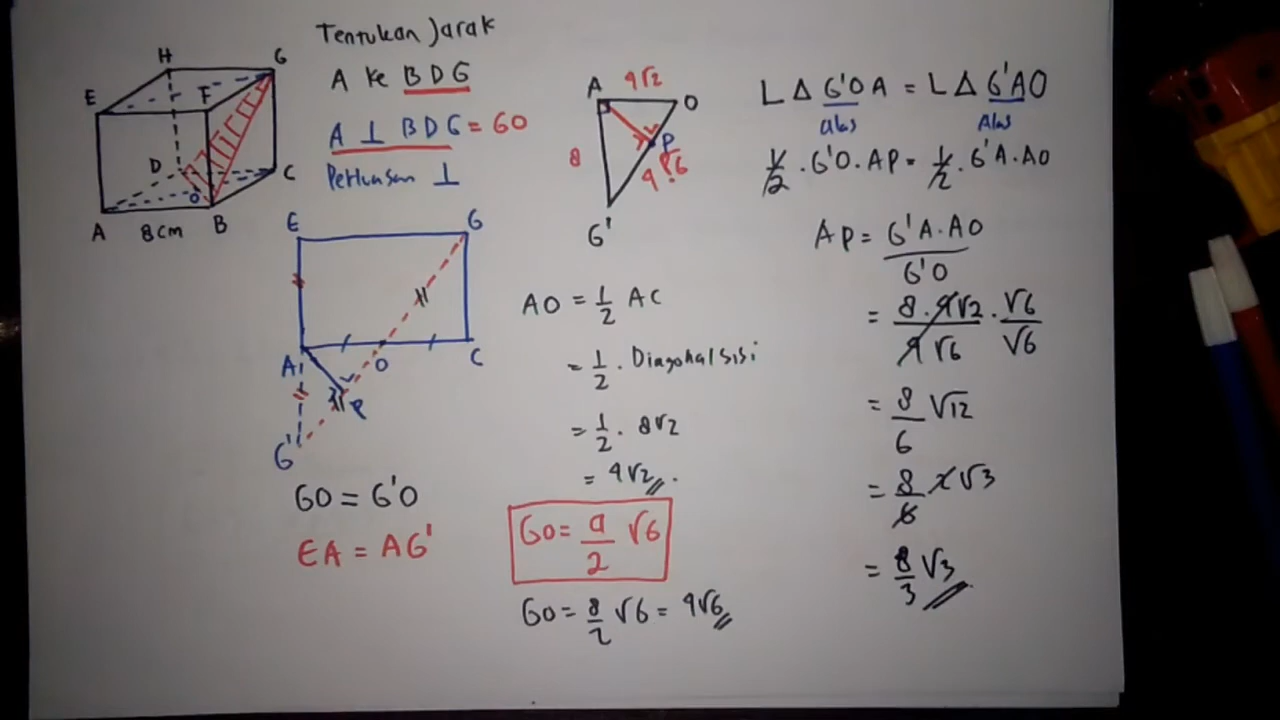 Tentukan Jarak
A ke BDG
A ⊥ BDG = GO
Perluasan ⊥
H
G
E
F
D
C
O
A
B
8cm
E
G
A
O
C
P
G'
GO = G'O
EA = AG'
A
4√2
O
8
P
4√6
G'
AO = 1/2 AC
= 1/2 . Diagonal sisi
= 1/2 . 8√2
= 4√2 .
GO = a/2 √6
GO = 8/2 √6 = 4√6
L Δ G'OA = L Δ G'AO
alas
Alas
1/2 . G'O . AP = 1/2 . G'A . AO
AP = G'A . AO / G'O
= 8 . 4√2 / 4√6 . √6 / √6
= 8/6 √12
= 8/6 2√3
= 8/3 √3